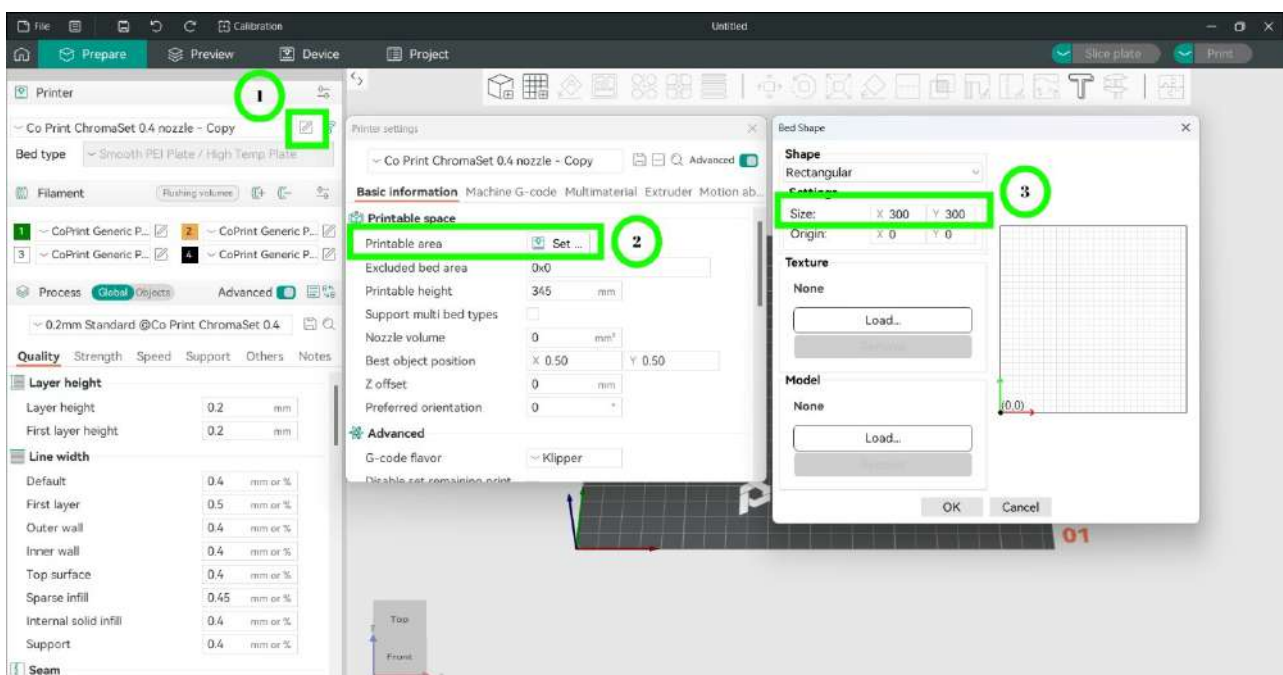 File Calibration Untitled
Prepare Preview Device Project Slice plate Print
Printer
1
Co Print ChromaSet 0.4 nozzle - Copy
Bed type Smooth PEI Plate / High Temp Plate
Filament Flushing volumes
1 CoPrint Generic P... 2 CoPrint Generic P...
3 CoPrint Generic P... 4 CoPrint Generic P...
Process Global Objects Advanced
0.2mm Standard @Co Print ChromaSet 0.4
Quality Strength Speed Support Others Notes
Layer height
Layer height 0.2 mm
First layer height 0.2 mm
Line width
Default 0.4 mm or %
First layer 0.5 mm or %
Outer wall 0.4 mm or %
Inner wall 0.4 mm or %
Top surface 0.4 mm or %
Sparse infill 0.45 mm or %
Internal solid infill 0.4 mm or %
Support 0.4 mm or %
Seam
Printer settings
Co Print ChromaSet 0.4 nozzle - Copy Advanced
Basic information Machine G-code Multimaterial Extruder Motion ab...
Printable space
Printable area Set ...
2
Excluded bed area 0x0
Printable height 345 mm
Support multi bed types
Nozzle volume 0 mm³
Best object position X 0.50 Y 0.50
Z offset 0 mm
Preferred orientation 0 °
Advanced
G-code flavor Klipper
Disable set remaining print
Bed Shape
Shape
Rectangular
Settings
3
Size: X 300 Y 300
Origin: X 0 Y 0
Texture
None
Load...
Remove
Model
None
Load...
Remove
(0,0)
OK Cancel
01
Top
Front